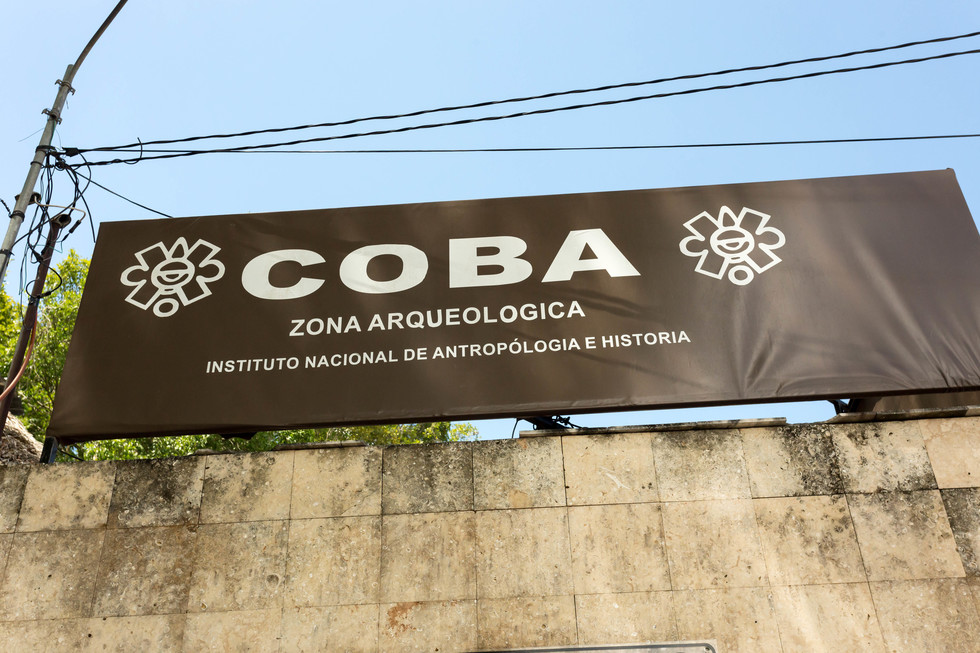 COBA
ZONA ARQUEOLOGICA
INSTITUTO NACIONAL DE ANTROPÓLOGIA E HISTORIA